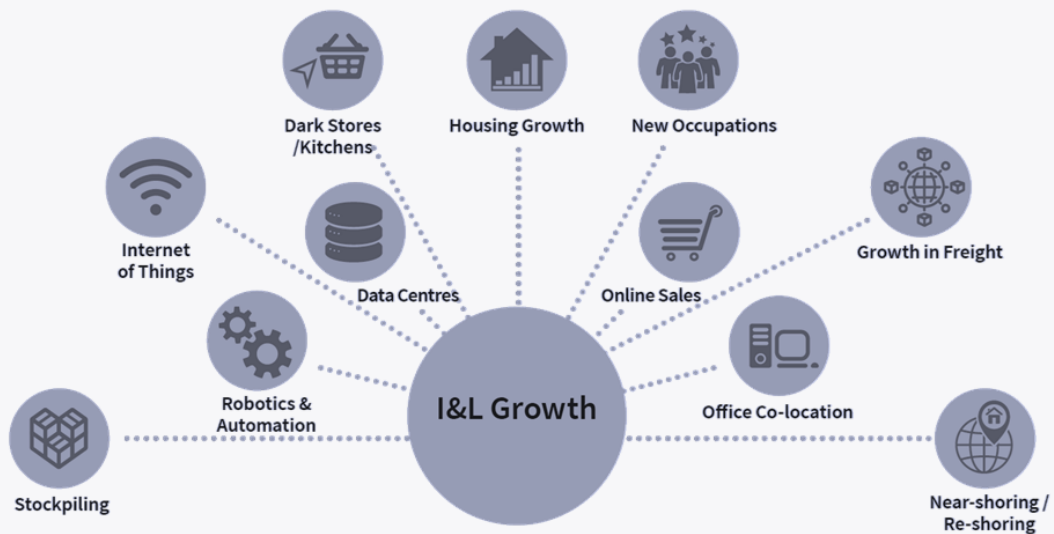 Dark Stores
/Kitchens
Housing Growth
New Occupations
Internet
of Things
Growth in Freight
Data Centres
Online Sales
Robotics &
Automation
I&L Growth
Office Co-location
Stockpiling
Near-shoring /
Re-shoring